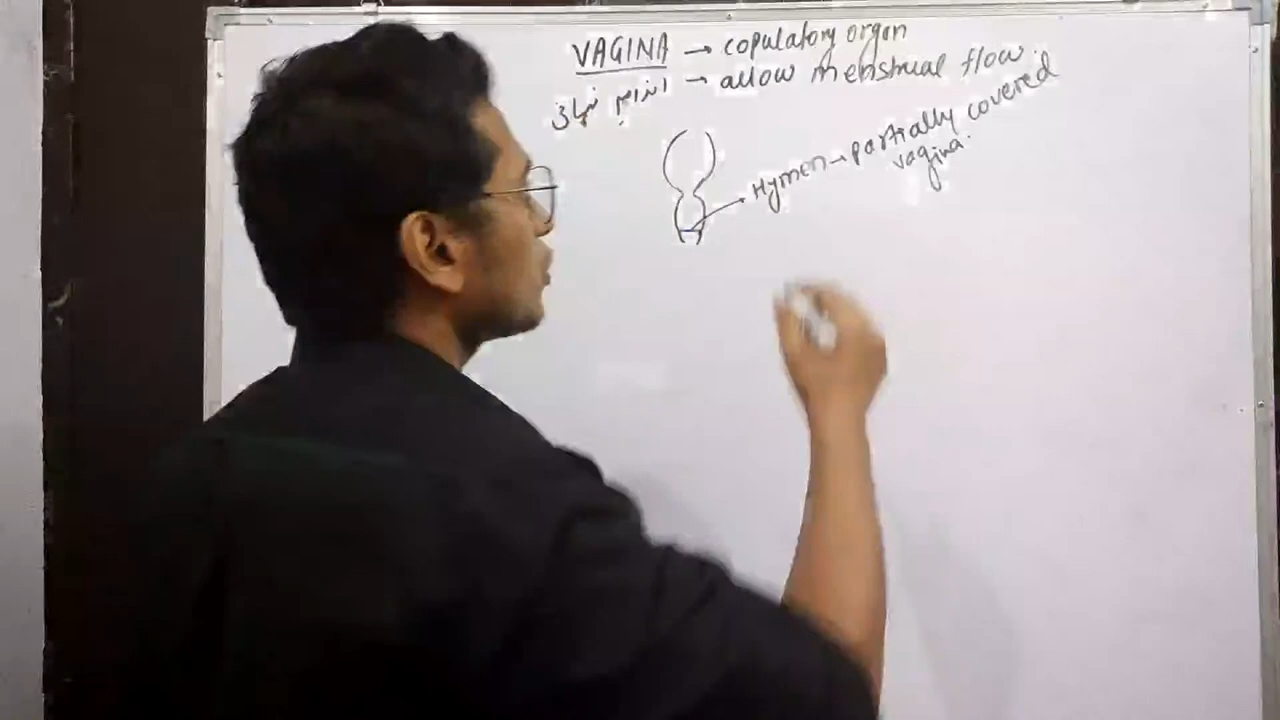 VAGINA → copulatory organ
اندام نہانی → allow menstrual flow.
Hymen → partially covered
vagina.